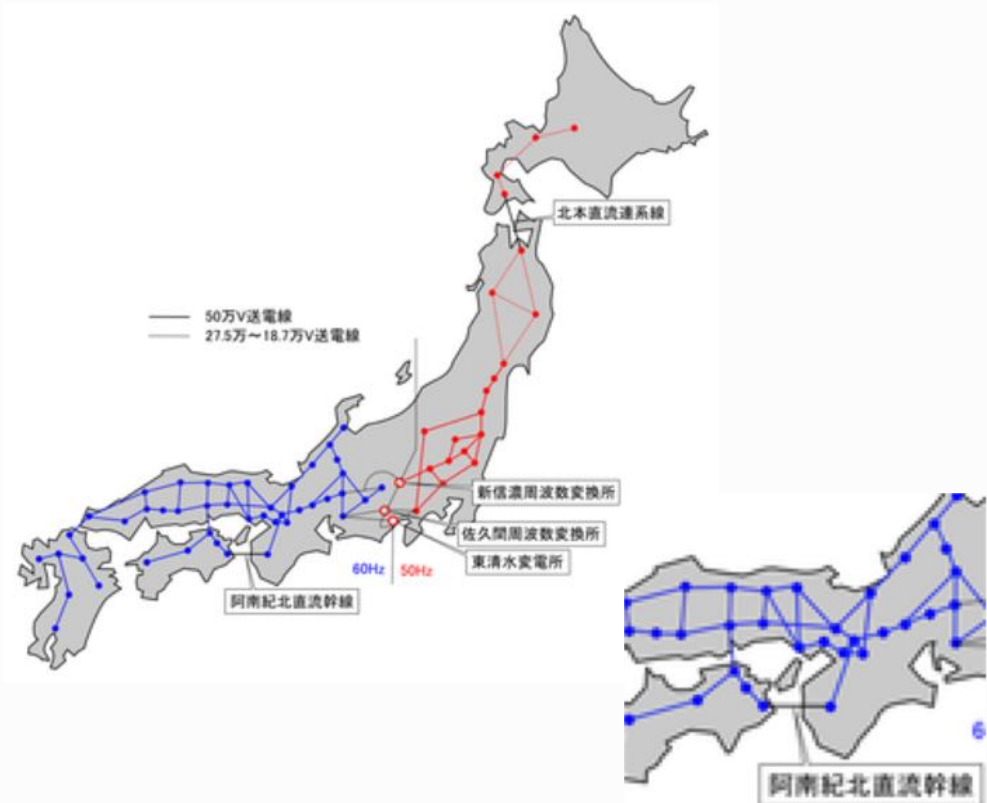 北本直流連系線
50万V送電線
27.5万～18.7万V送電線
新信濃周波数変換所
佐久間周波数変換所
東清水変電所
60Hz
50Hz
阿南紀北直流幹線
6
阿南紀北直流幹線